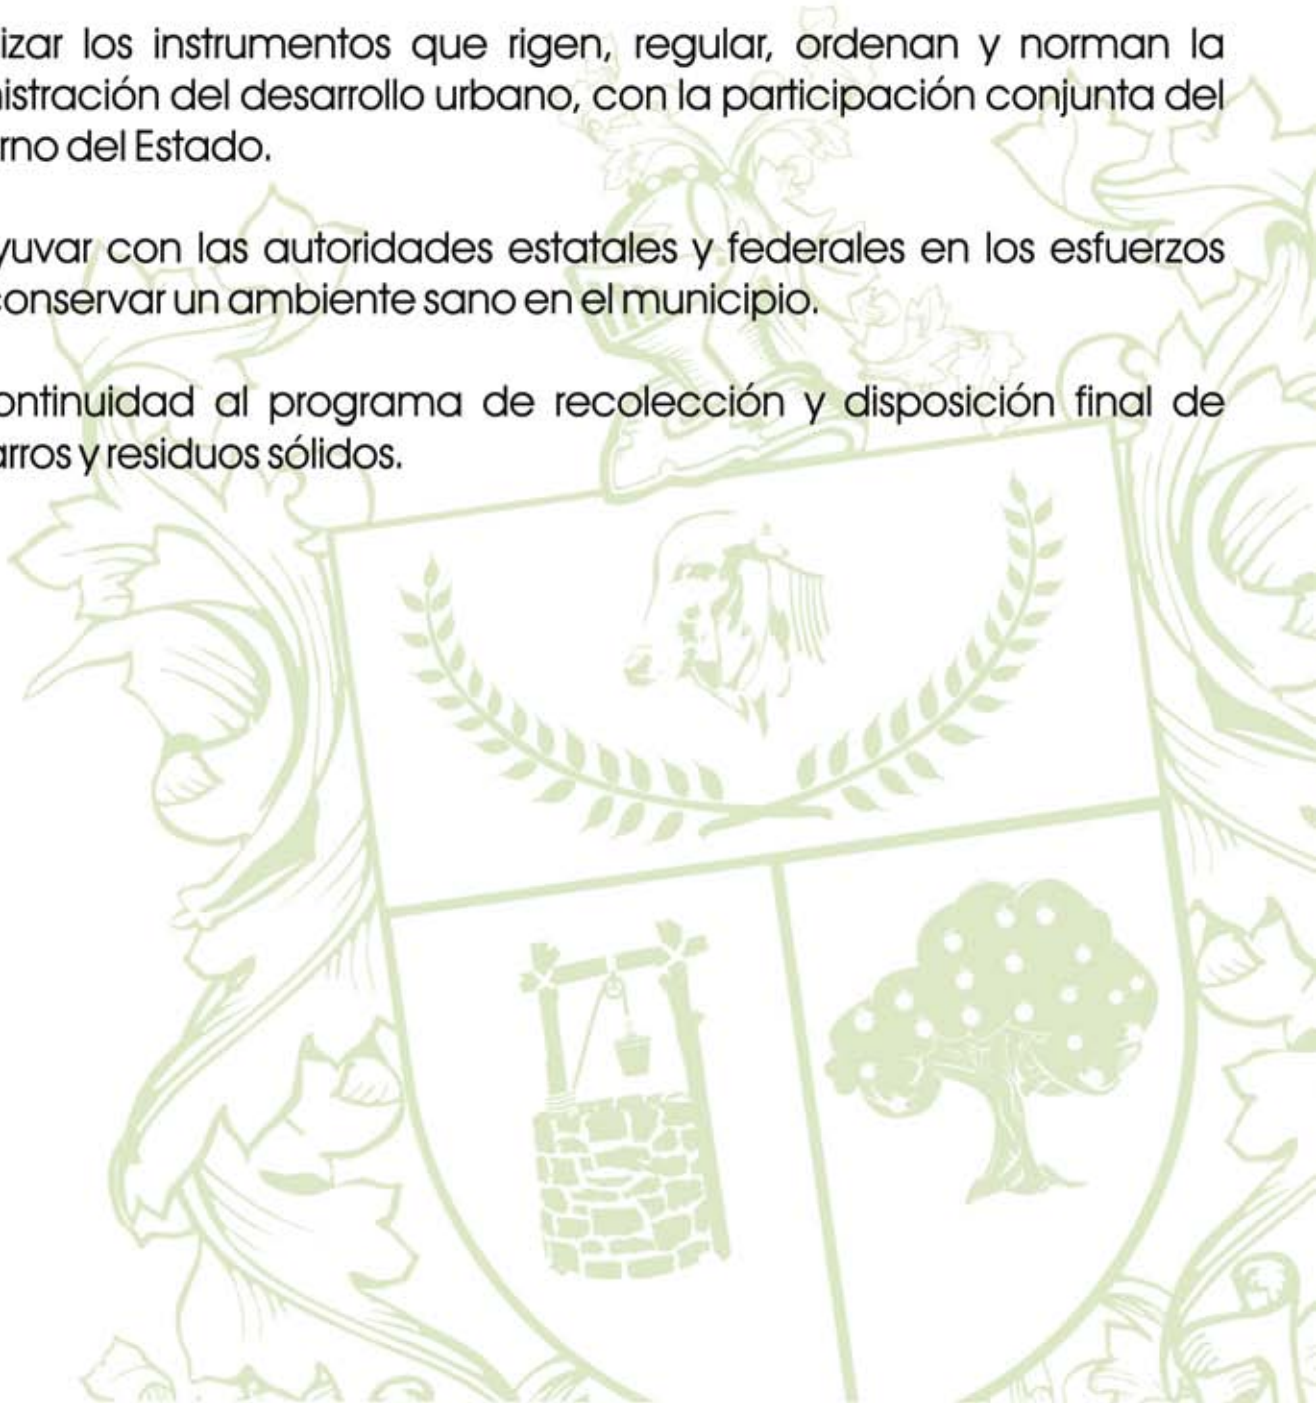 izar los instrumentos que rigen, regular, ordenan y norman la
istración del desarrollo urbano, con la participación conjunta del
rno del Estado.
yuvar con las autoridades estatales y federales en los esfuerzos
conservar un ambiente sano en el municipio.
ontinuidad al programa de recolección y disposición final de
arros y residuos sólidos.